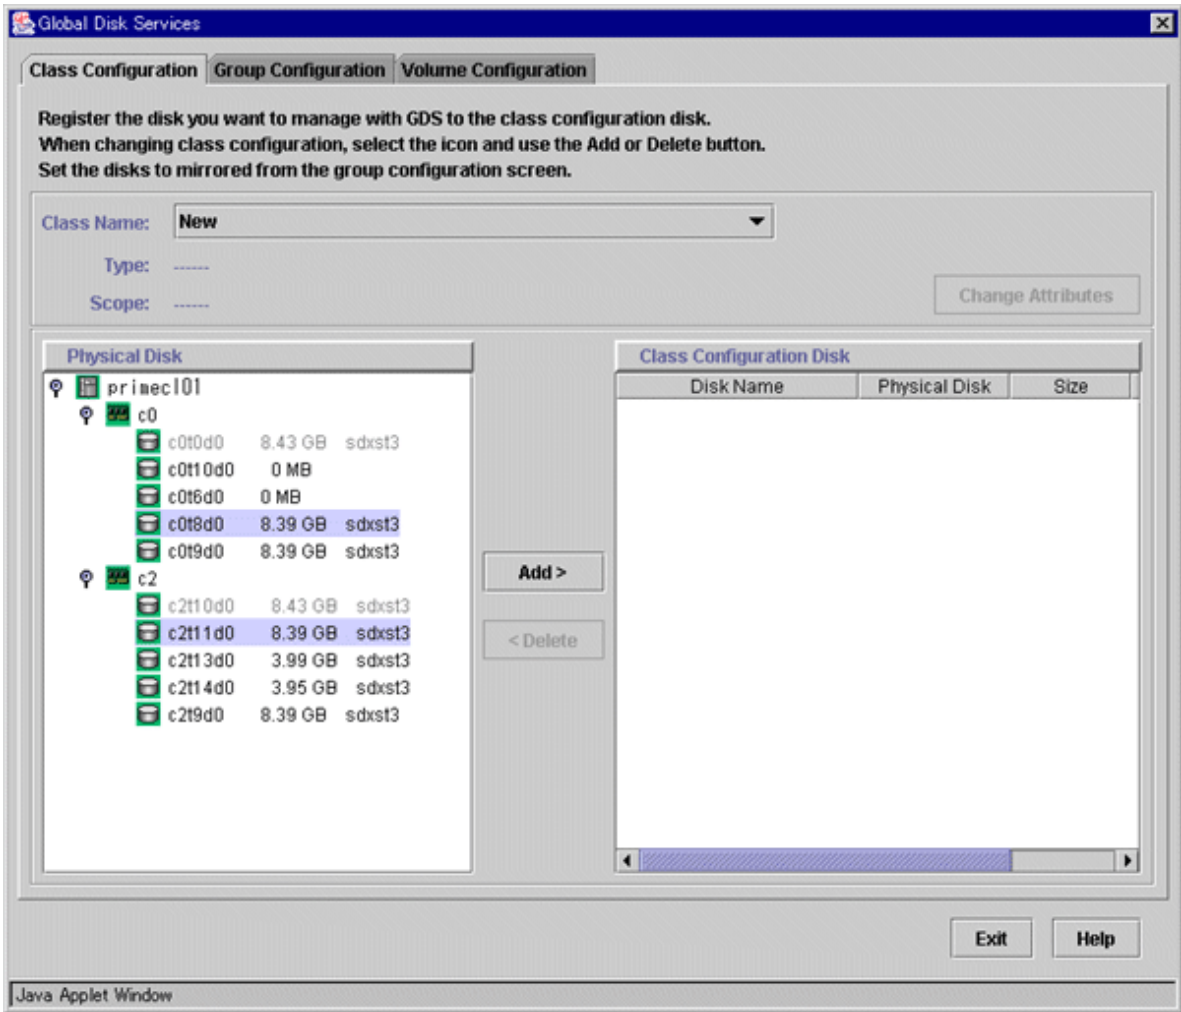 Global Disk Services
Class Configuration Group Configuration Volume Configuration
Register the disk you want to manage with GDS to the class configuration disk.
When changing class configuration, select the icon and use the Add or Delete button.
Set the disks to mirrored from the group configuration screen.
Class Name: New
Type: ------
Scope: ------
Change Attributes
Physical Disk
primecl01
c0
c0t0d0 8.43 GB sdxst3
c0t10d0 0 MB
c0t6d0 0 MB
c0t8d0 8.39 GB sdxst3
c0t9d0 8.39 GB sdxst3
c2
c2t10d0 8.43 GB sdxst3
c2t11d0 8.39 GB sdxst3
c2t13d0 3.99 GB sdxst3
c2t14d0 3.95 GB sdxst3
c2t9d0 8.39 GB sdxst3
Add >
< Delete
Class Configuration Disk
Disk Name Physical Disk Size
Exit Help
Java Applet Window